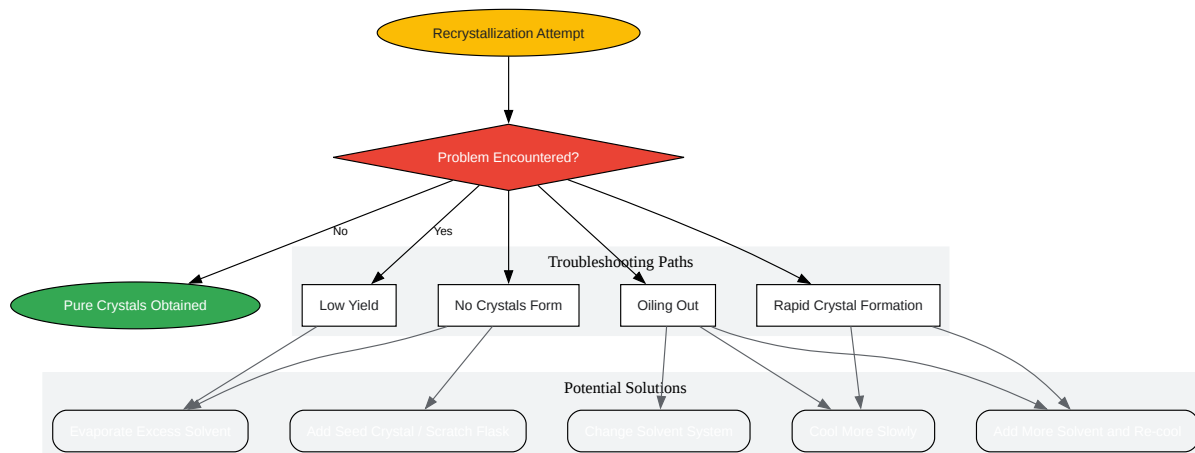 Recrystallization Attempt
Problem Encountered?
No
Yes
Troubleshooting Paths
Pure Crystals Obtained
Low Yield
No Crystals Form
Oiling Out
Rapid Crystal Formation
Potential Solutions
Evaporate Excess Solvent
Add Seed Crystal / Scratch Flask
Change Solvent System
Cool More Slowly
Add More Solvent and Re-cool